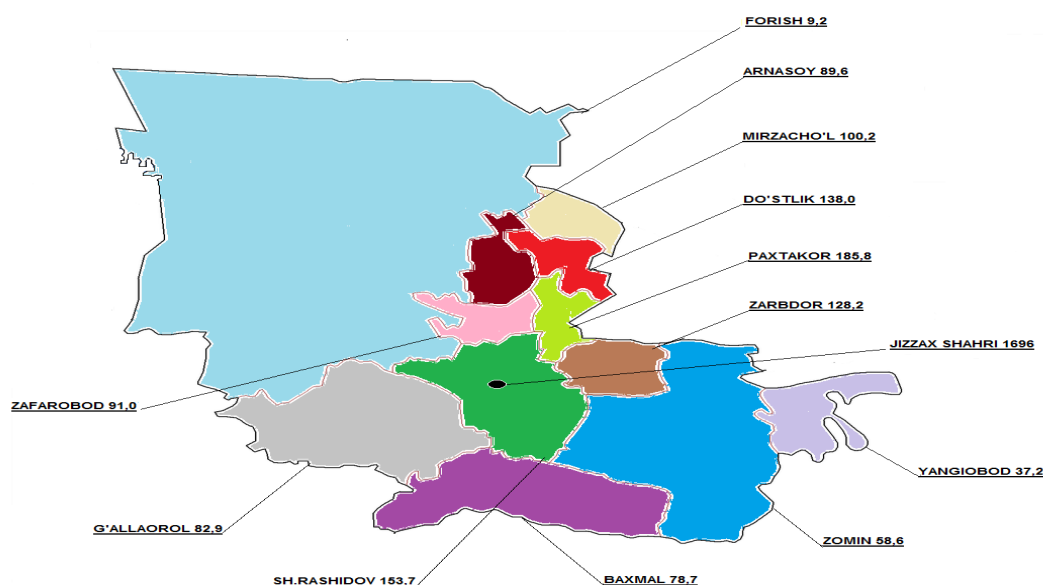 FORISH 9,2
ARNASOY 89,6
MIRZACHO'L 100,2
DO'STLIK 138,0
PAXTAKOR 185,8
ZARBDOR 128,2
JIZZAX SHAHRI 1696
ZAFAROBOD 91,0
YANGIOBOD 37,2
G'ALLAOROL 82,9
ZOMIN 58,6
SH.RASHIDOV 153,7
BAXMAL 78,7